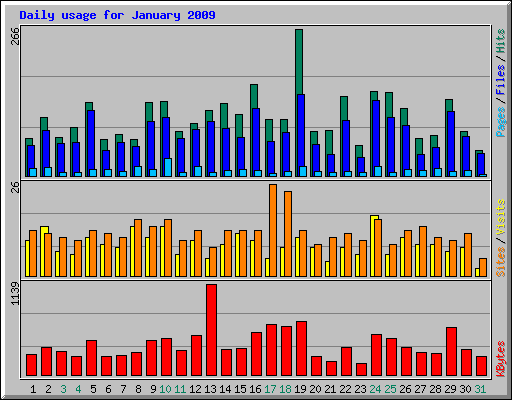 Daily usage for January 2009
266
Pages / Files / Hits
26
Sites / Visits
1139
KBytes
1 2 3 4 5 6 7 8 9 10 11 12 13 14 15 16 17 18 19 20 21 22 23 24 25 26 27 28 29 30 31